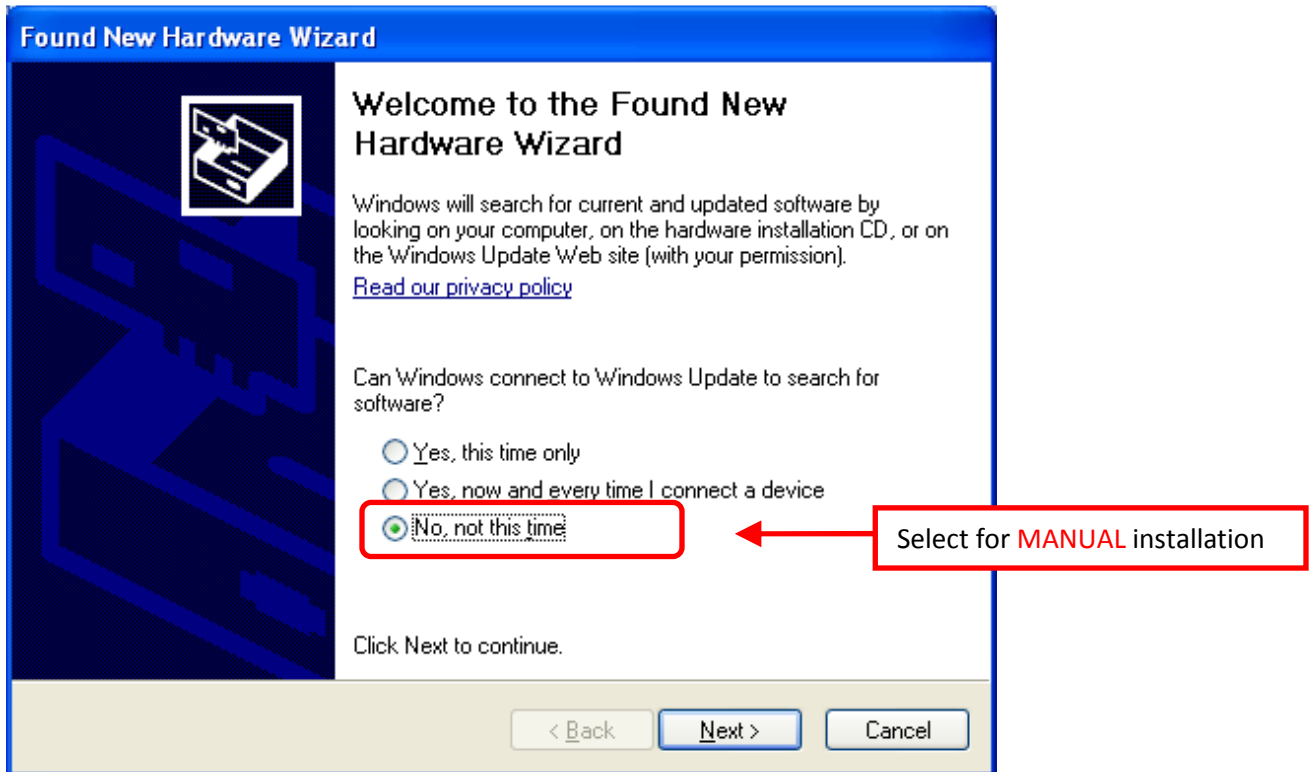 Found New Hardware Wizard
Welcome to the Found New
Hardware Wizard
Windows will search for current and updated software by
looking on your computer, on the hardware installation CD, or on
the Windows Update Web site (with your permission).
Read our privacy policy
Can Windows connect to Windows Update to search for
software?
Yes, this time only
Yes, now and every time I connect a device
No, not this time
Select for MANUAL installation
Click Next to continue.
< Back
Next >
Cancel